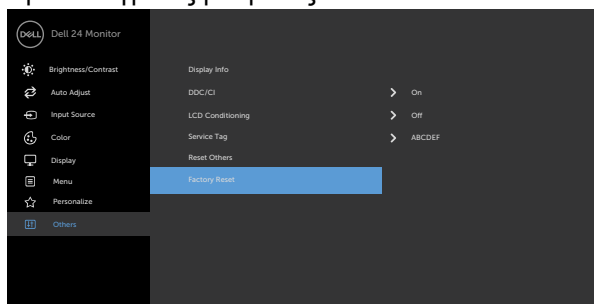 DELL Dell 24 Monitor
Brightness/Contrast
Auto Adjust
Input Source
Color
Display
Menu
Personalize
Others
Display Info
DDC/CI On
LCD Conditioning Off
Service Tag ABCDEF
Reset Others
Factory Reset